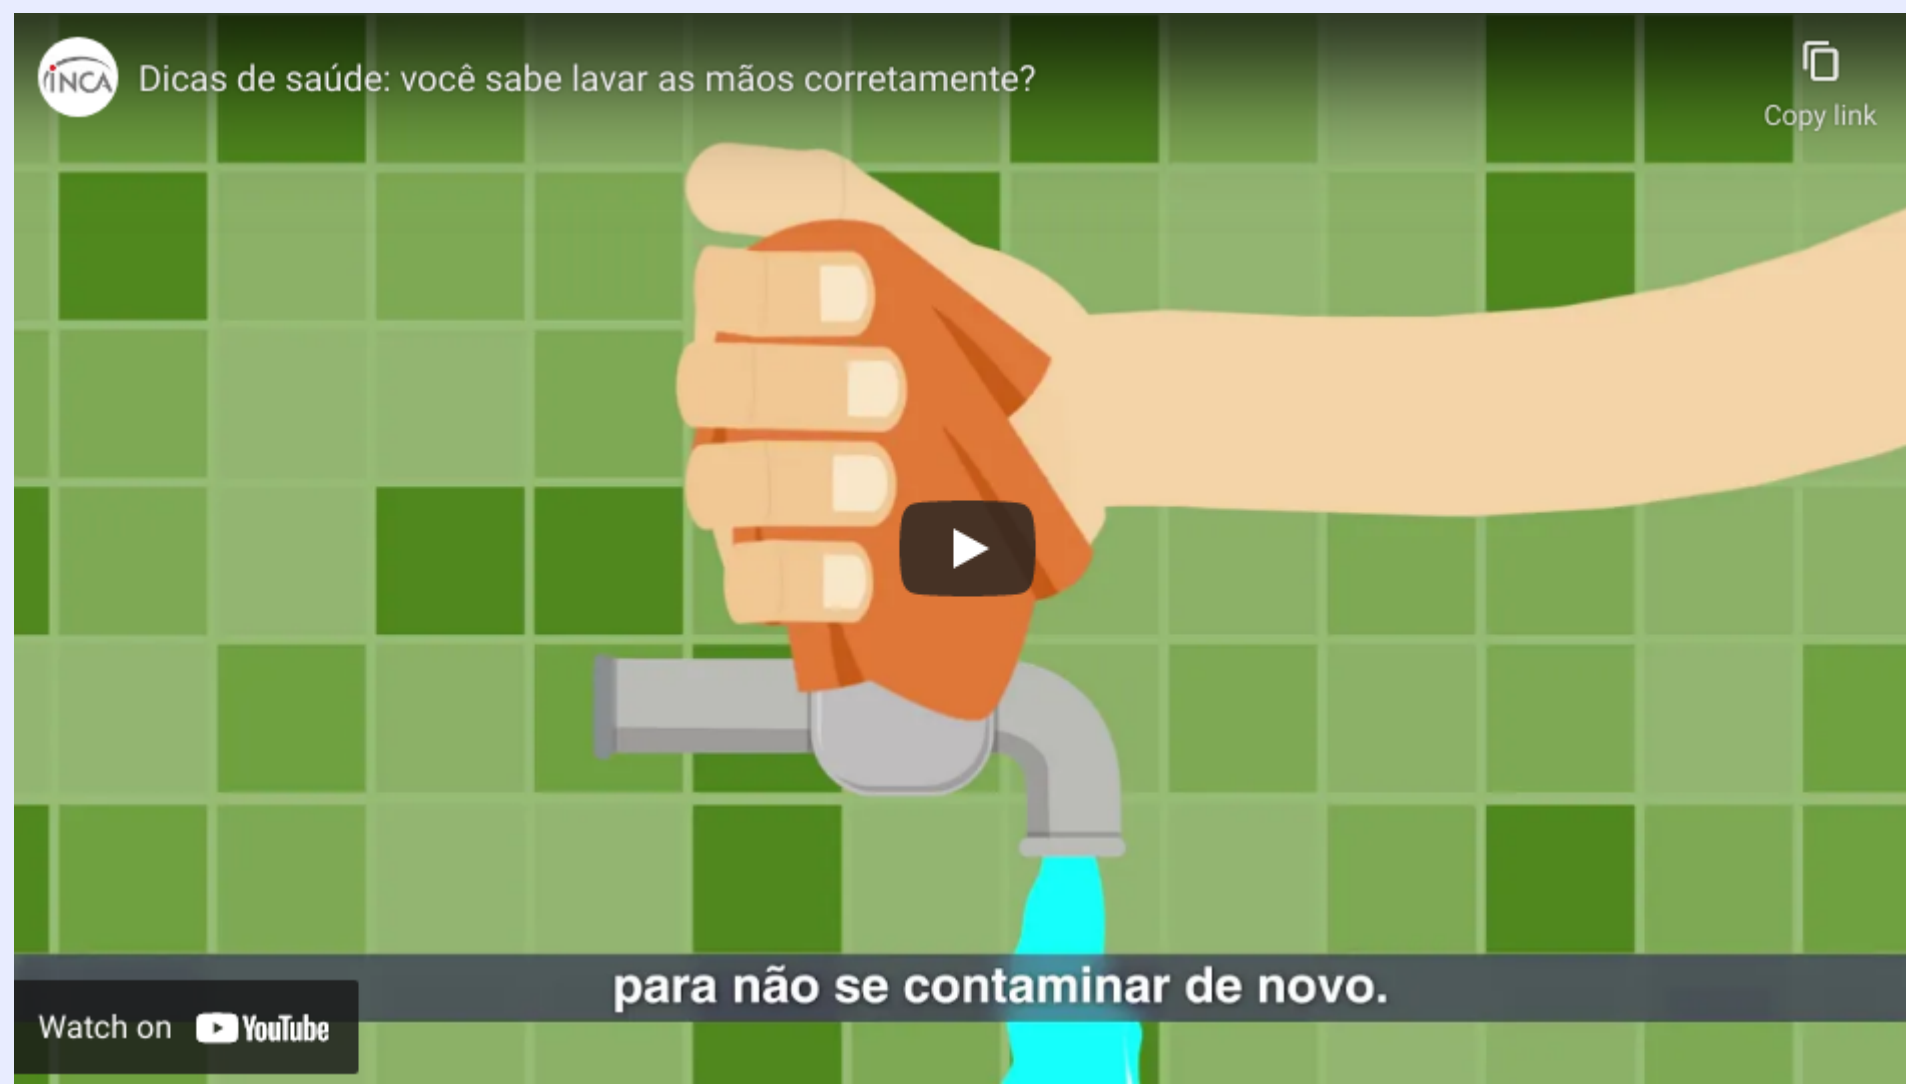 INCA
Dicas de saúde: você sabe lavar as mãos corretamente?
Copy link
para não se contaminar de novo.
Watch on YouTube